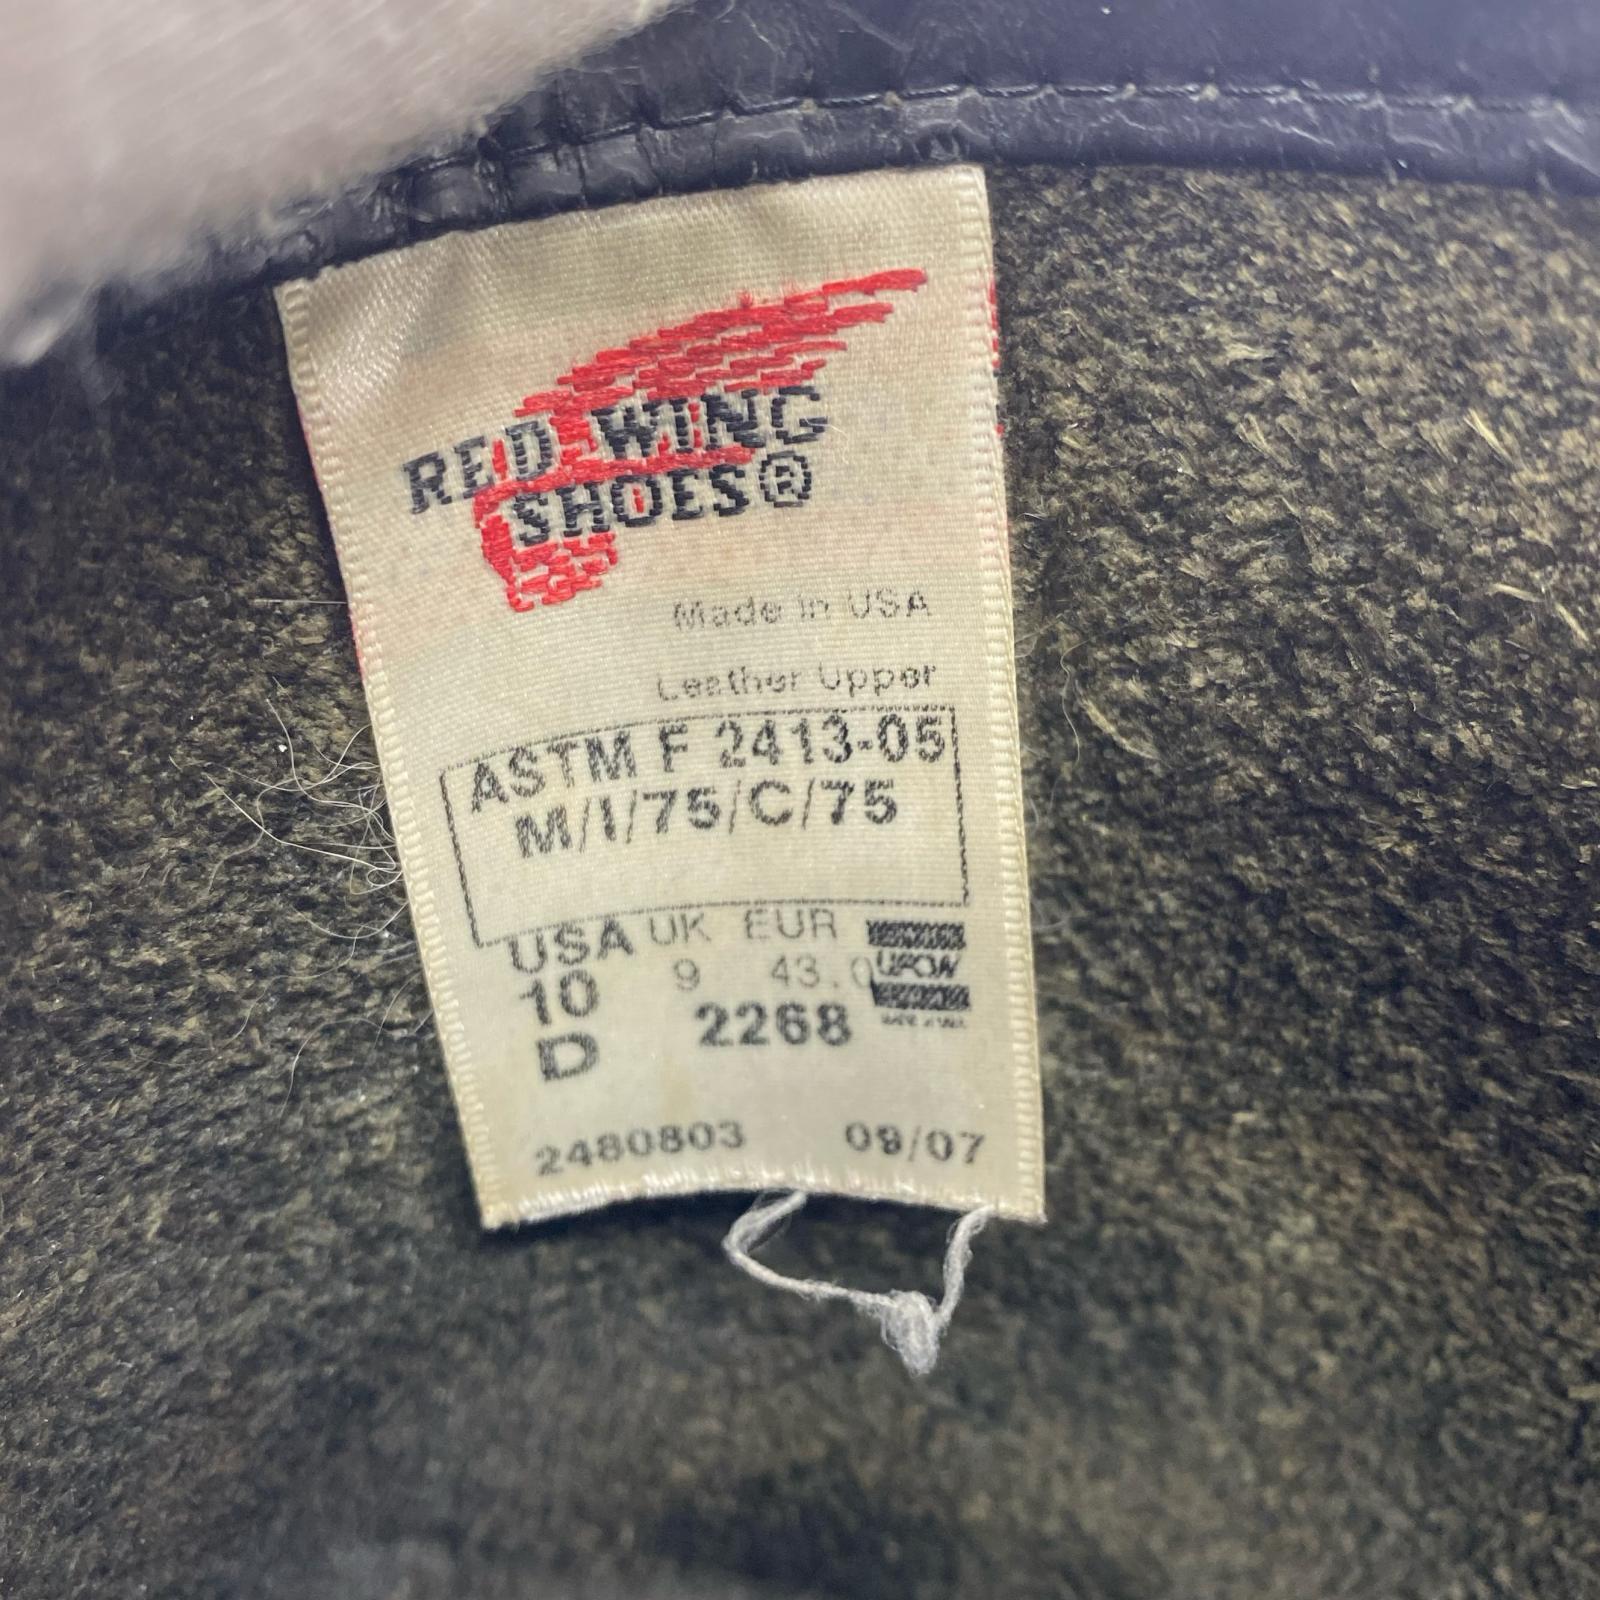 RED WING
SHOES®
Made in USA
Leather Upper
ASTM F 2413-05
M/I/75/C/75
USA UK EUR
10 9 43.0
UFCW
D 2268
2480803 09/07